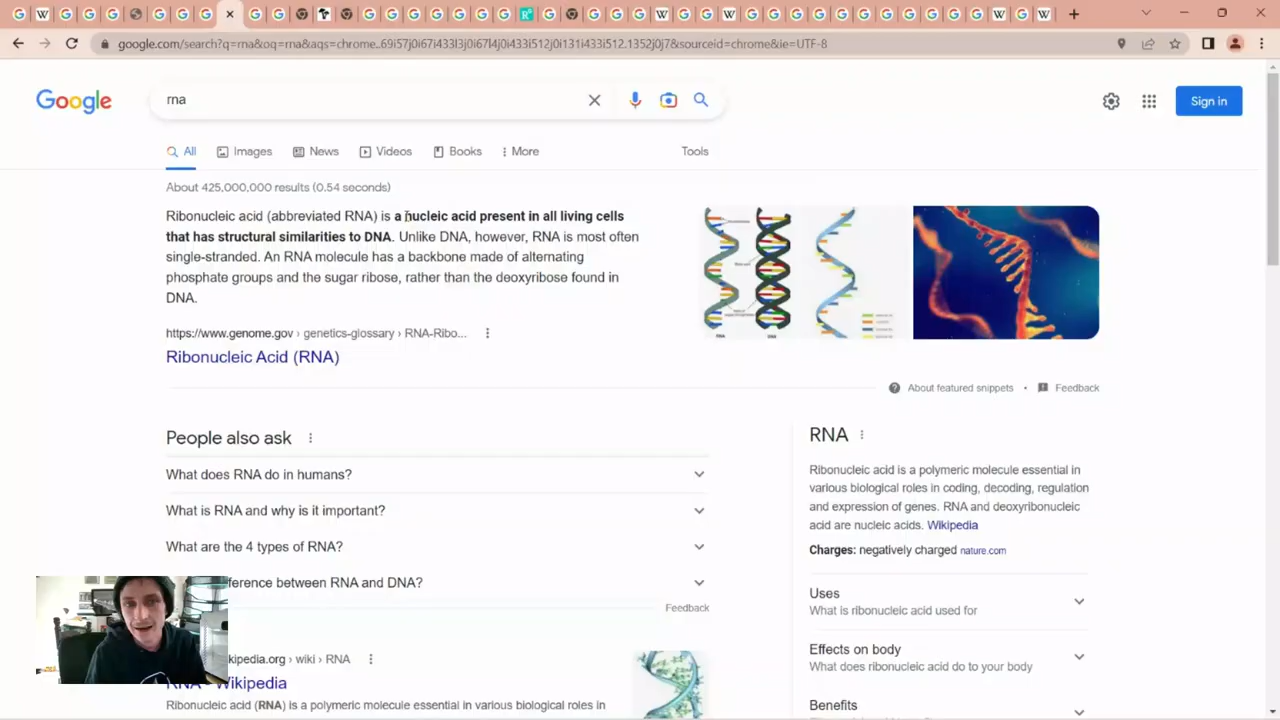 google.com/search?q=rna&oq=rna&aqs=chrome..69i57j0i67i433l3j0i67l4j0i433i512j0i131i433i512.1352j0j7&sourceid=chrome&ie=UTF-8
Google
rna
Sign in
All
Images
News
Videos
Books
More
Tools
About 425,000,000 results (0.54 seconds)
Ribonucleic acid (abbreviated RNA) is a nucleic acid present in all living cells
that has structural similarities to DNA. Unlike DNA, however, RNA is most often
single-stranded. An RNA molecule has a backbone made of alternating
phosphate groups and the sugar ribose, rather than the deoxyribose found in
DNA.
https://www.genome.gov › genetics-glossary › RNA-Ribo...
Ribonucleic Acid (RNA)
About featured snippets • Feedback
People also ask
What does RNA do in humans?
What is RNA and why is it important?
What are the 4 types of RNA?
ference between RNA and DNA?
Feedback
kipedia.org › wiki › RNA
RNA - Wikipedia
Ribonucleic acid (RNA) is a polymeric molecule essential in various biological roles in
RNA
Ribonucleic acid is a polymeric molecule essential in
various biological roles in coding, decoding, regulation
and expression of genes. RNA and deoxyribonucleic
acid are nucleic acids. Wikipedia
Charges: negatively charged nature.com
Uses
What is ribonucleic acid used for
Effects on body
What does ribonucleic acid do to your body
Benefits